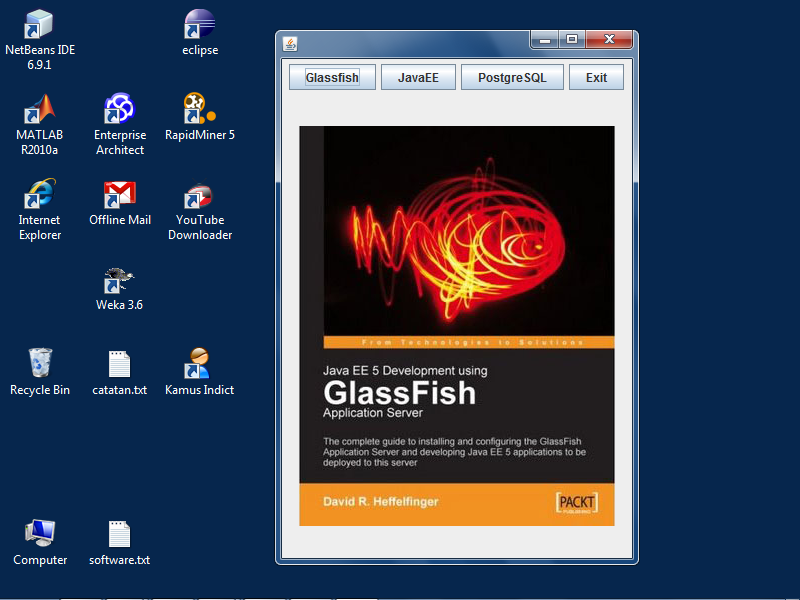 NetBeans IDE
6.9.1
eclipse
MATLAB
R2010a
Enterprise
Architect
RapidMiner 5
Internet
Explorer
Offline Mail
YouTube
Downloader
Weka 3.6
Recycle Bin
catatan.txt
Kamus Indict
Computer
software.txt
Glassfish
JavaEE
PostgreSQL
Exit
From Technologies to Solutions
Java EE 5 Development using
GlassFish
Application Server
The complete guide to installing and configuring the GlassFish
Application Server and developing Java EE 5 applications to be
deployed to this server
David R. Heffelfinger
PACKT
PUBLISHING